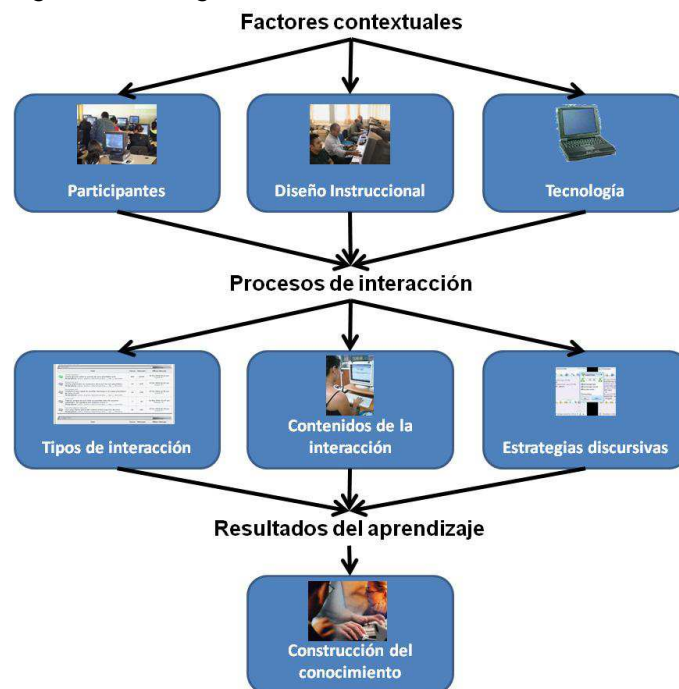 Factores contextuales
Participantes
Diseño Instruccional
Tecnología
Procesos de interacción
Tipos de interacción
Contenidos de la
interacción
Estrategias discursivas
Resultados del aprendizaje
Construcción del
conocimiento